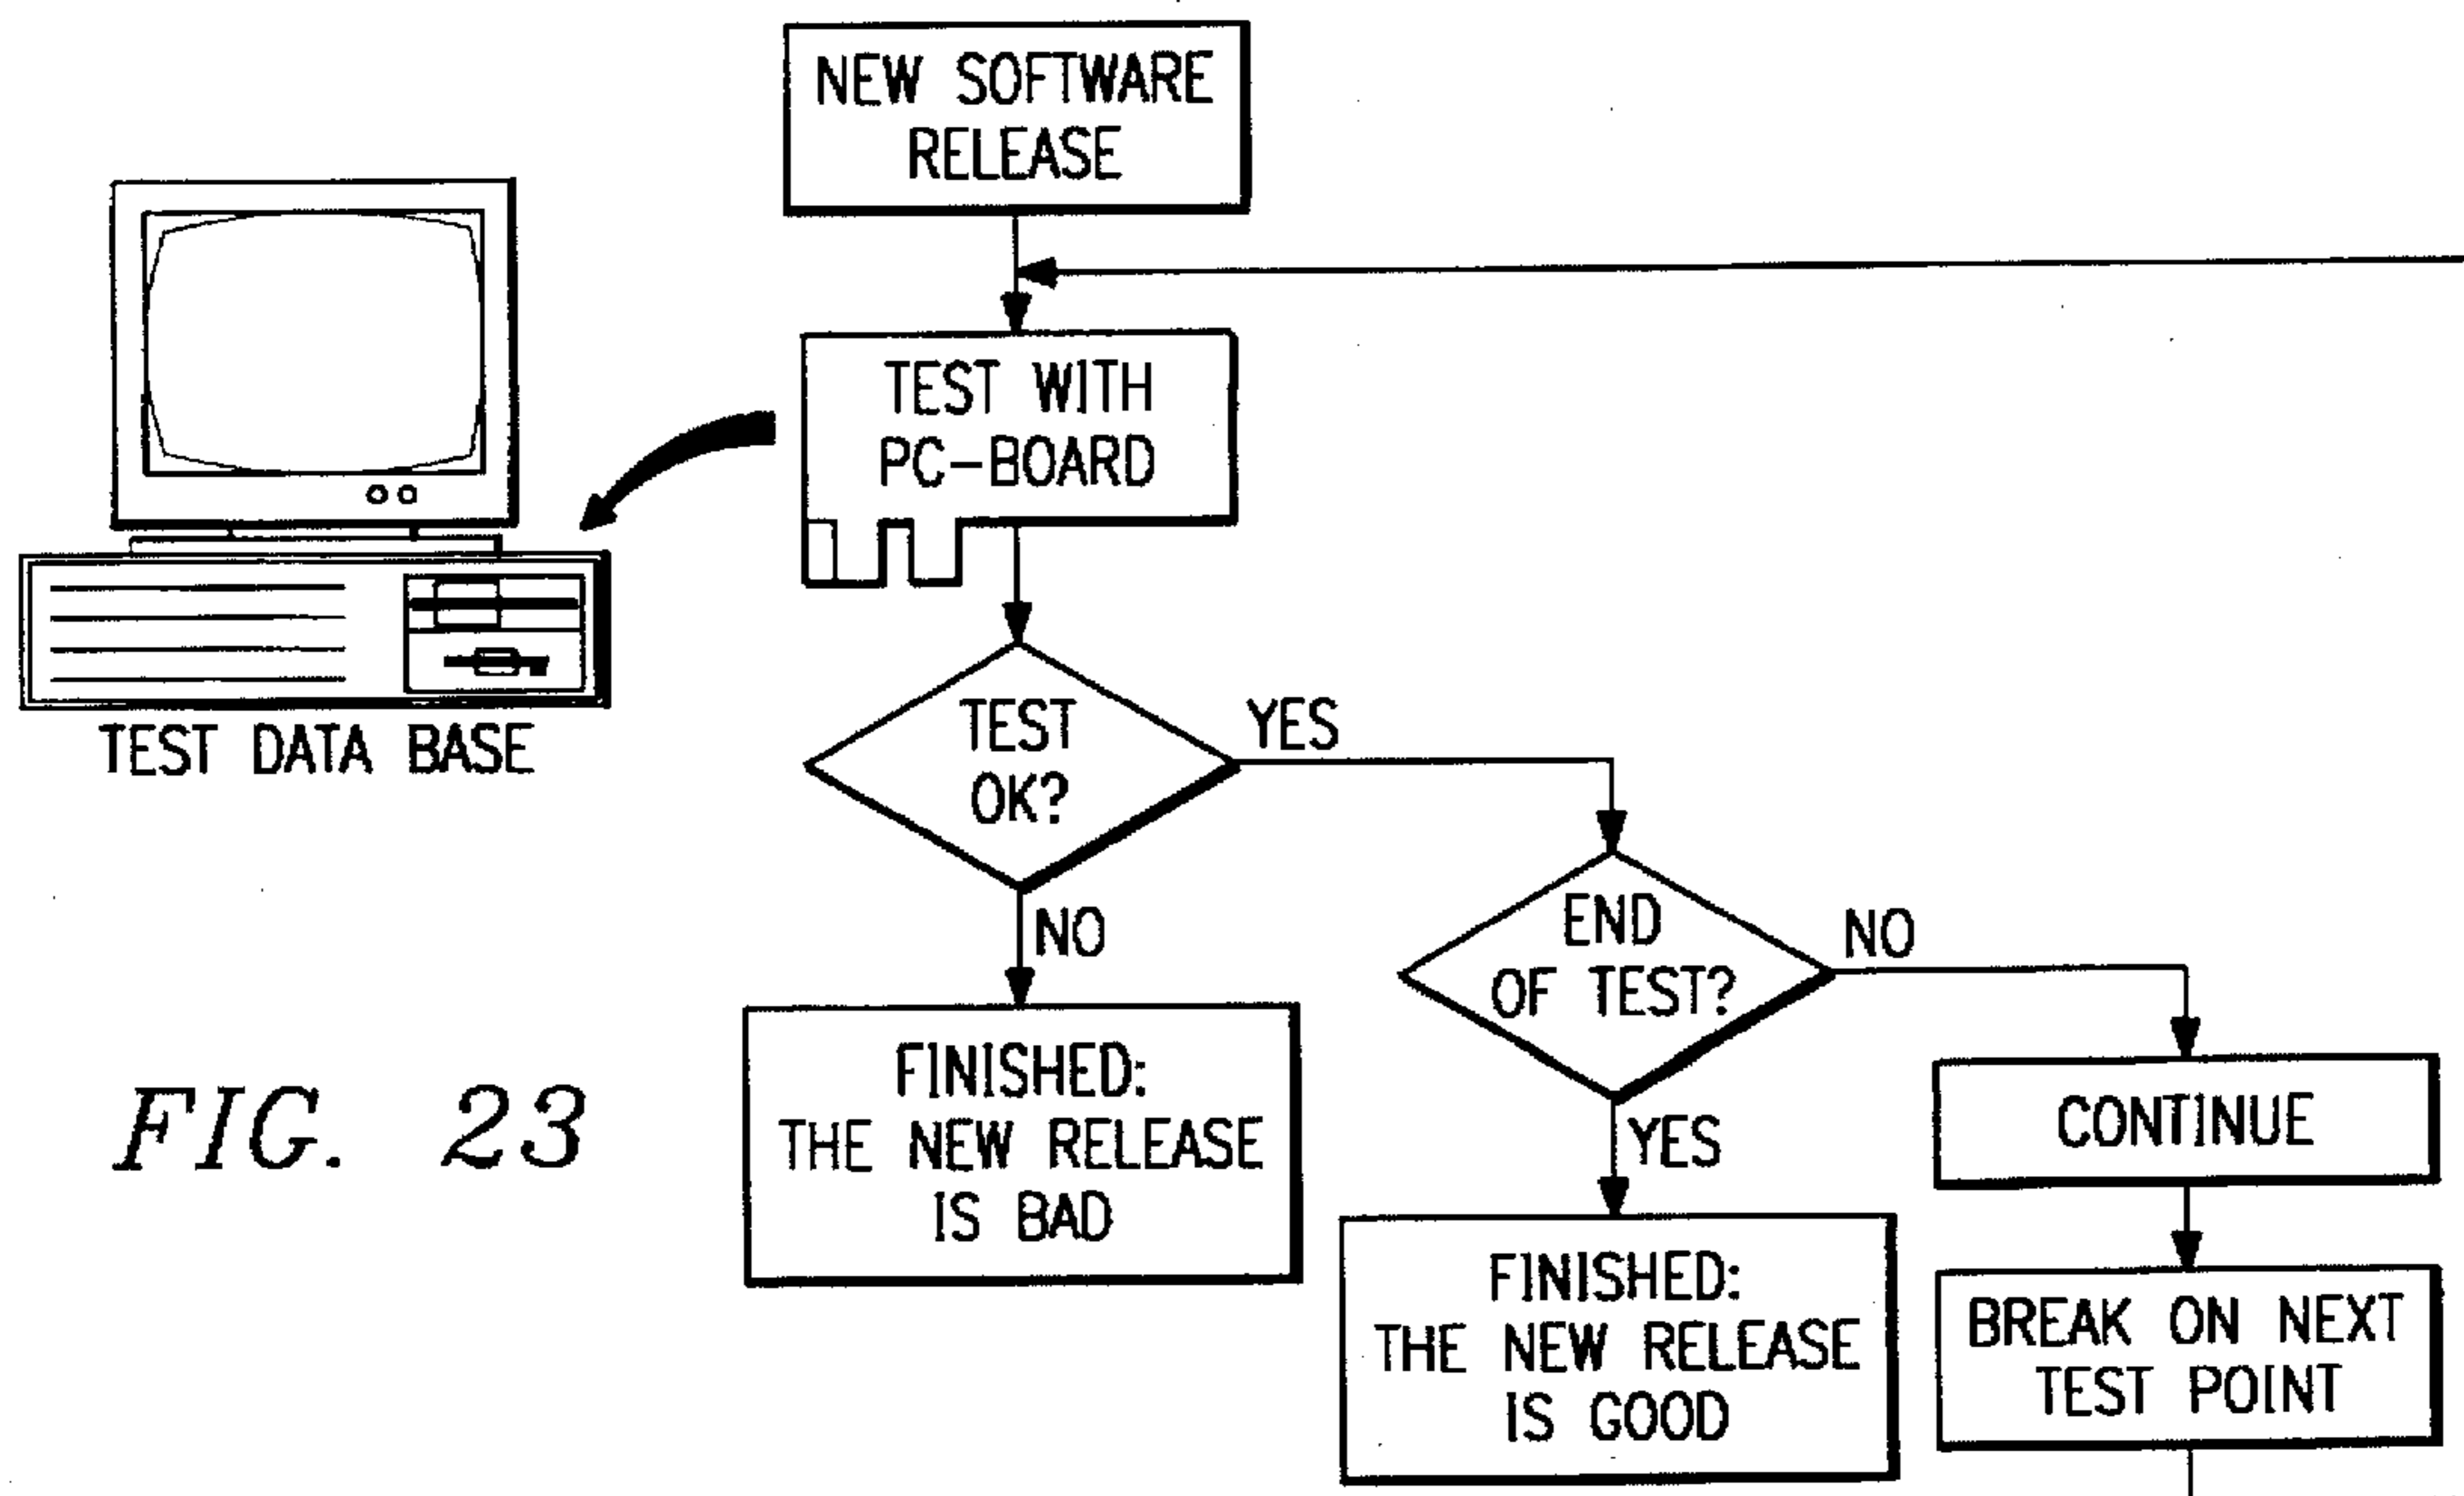 NEW SOFTWARE
RELEASE
TEST WITH
PC-BOARD
TEST DATA BASE
TEST
OK?
YES
NO
END
OF TEST?
NO
YES
FINISHED:
THE NEW RELEASE
IS BAD
CONTINUE
FINISHED:
THE NEW RELEASE
IS GOOD
BREAK ON NEXT
TEST POINT
FIG. 23